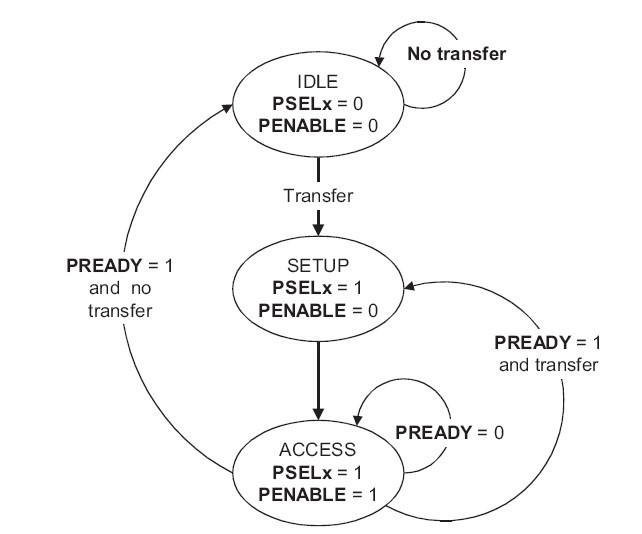 No transfer
IDLE
PSELx = 0
PENABLE = 0
Transfer
PREADY = 1
and no
transfer
SETUP
PSELx = 1
PENABLE = 0
PREADY = 1
and transfer
PREADY = 0
ACCESS
PSELx = 1
PENABLE = 1